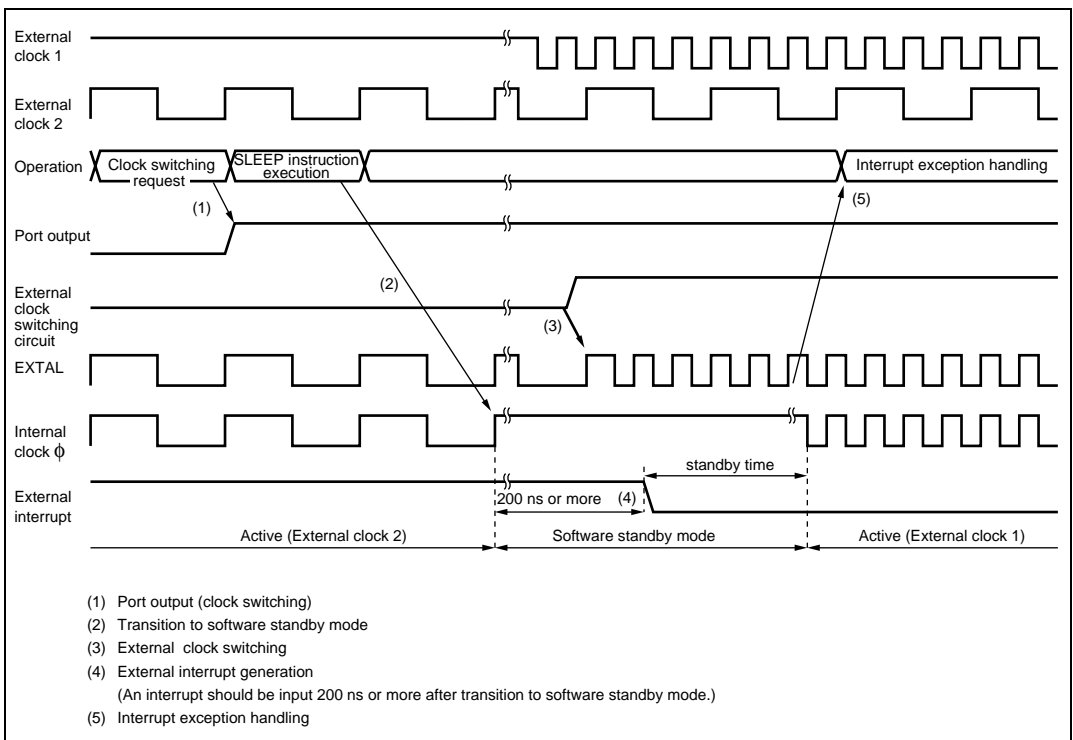 External
clock 1
External
clock 2
Operation
Clock switching
request
SLEEP instruction
execution
Interrupt exception handling
(1)
(5)
Port output
(2)
External
clock
switching
circuit
(3)
EXTAL
Internal
clock ϕ
standby time
External
interrupt
200 ns or more
(4)
Active (External clock 2)
Software standby mode
Active (External clock 1)
(1) Port output (clock switching)
(2) Transition to software standby mode
(3) External clock switching
(4) External interrupt generation
(An interrupt should be input 200 ns or more after transition to software standby mode.)
(5) Interrupt exception handling